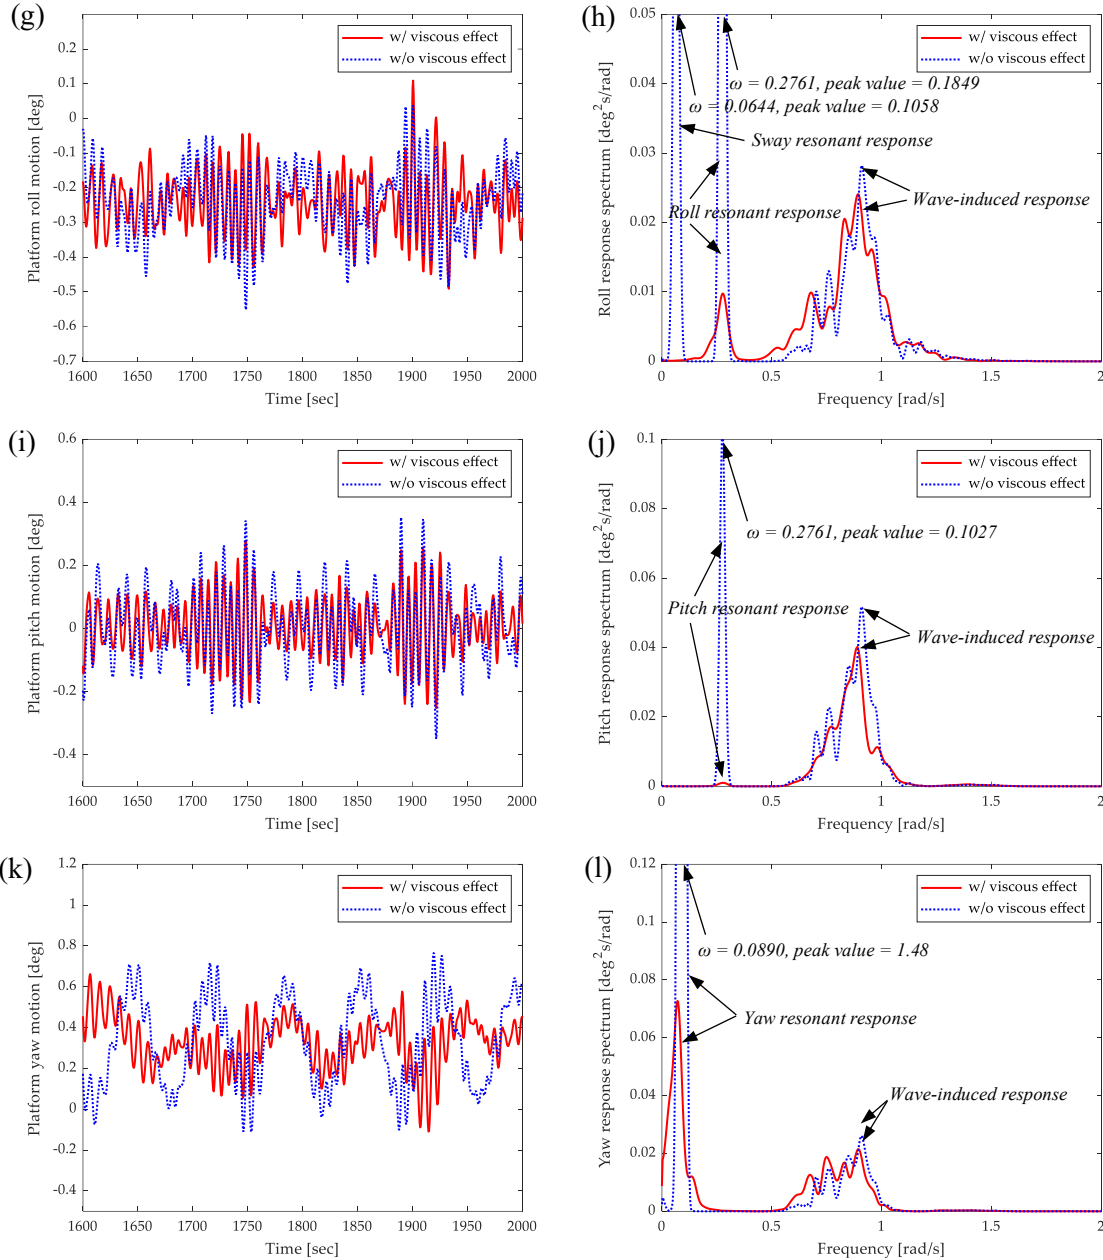 (g)
0.2
0.1
0
-0.1
-0.2
-0.3
-0.4
-0.5
-0.6
-0.7
Platform roll motion [deg]
w/ viscous effect
w/o viscous effect
1600 1650 1700 1750 1800 1850 1900 1950 2000
Time [sec]
(h)
0.05
0.04
0.03
0.02
0.01
0
Roll response spectrum [deg²s/rad]
w/ viscous effect
w/o viscous effect
ω = 0.2761, peak value = 0.1849
ω = 0.0644, peak value = 0.1058
Sway resonant response
Roll resonant response
Wave-induced response
0 0.5 1 1.5 2
Frequency [rad/s]
(i)
0.6
0.4
0.2
0
-0.2
-0.4
Platform pitch motion [deg]
w/ viscous effect
w/o viscous effect
1600 1650 1700 1750 1800 1850 1900 1950 2000
Time [sec]
(j)
0.1
0.08
0.06
0.04
0.02
0
Pitch response spectrum [deg²s/rad]
w/ viscous effect
w/o viscous effect
ω = 0.2761, peak value = 0.1027
Pitch resonant response
Wave-induced response
0 0.5 1 1.5 2
Frequency [rad/s]
(k)
1.2
1
0.8
0.6
0.4
0.2
0
-0.2
-0.4
Platform yaw motion [deg]
w/ viscous effect
w/o viscous effect
1600 1650 1700 1750 1800 1850 1900 1950 2000
Time [sec]
(l)
0.12
0.1
0.08
0.06
0.04
0.02
0
Yaw response spectrum [deg²s/rad]
w/ viscous effect
w/o viscous effect
ω = 0.0890, peak value = 1.48
Yaw resonant response
Wave-induced response
0 0.5 1 1.5 2
Frequency [rad/s]